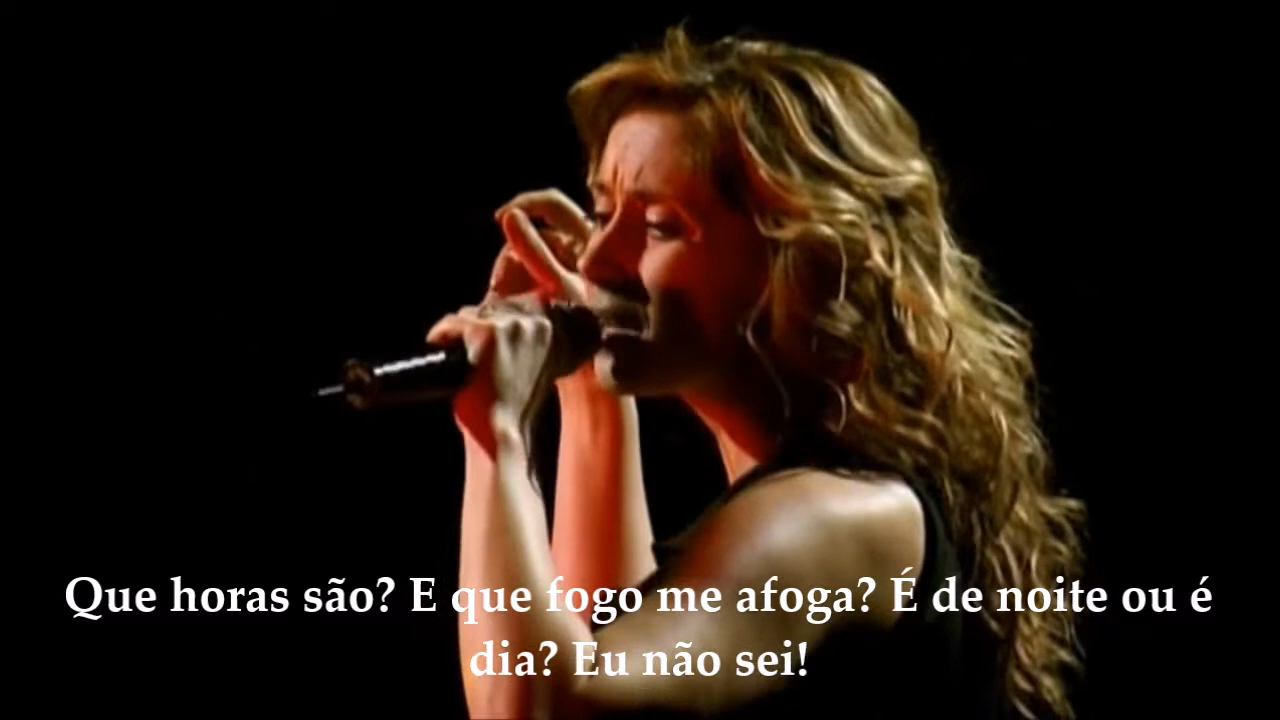 Que horas são? E que fogo me afoga? É de noite ou é
dia? Eu não sei!